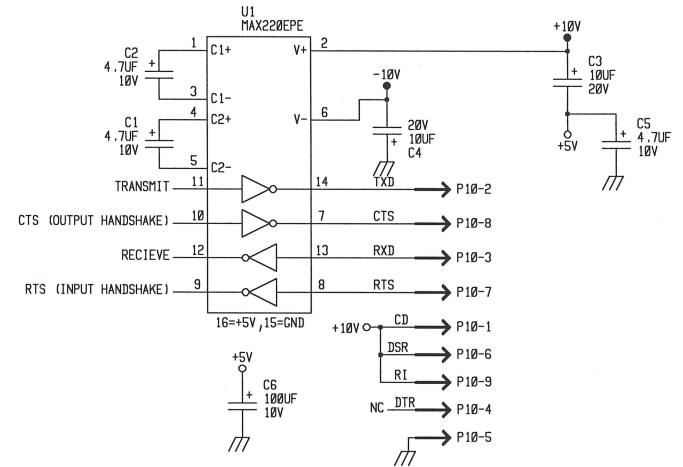 U1
MAX220EPE
1
C1+
V+
2
+10V
C2
4.7UF
10V
+
3
C1-
-10V
C3
10UF
20V
+
4
C2+
V-
6
C1
4.7UF
10V
+
20V
10UF
C4
+
+5V
C5
4.7UF
10V
+
5
C2-
TRANSMIT 11 14 TXD P10-2
CTS (OUTPUT HANDSHAKE) 10 7 CTS P10-8
RECIEVE 12 13 RXD P10-3
RTS (INPUT HANDSHAKE) 9 8 RTS P10-7
16=+5V,15=GND
+10V CD P10-1
DSR P10-6
RI P10-9
NC DTR P10-4
P10-5
+5V
+
C6
100UF
10V